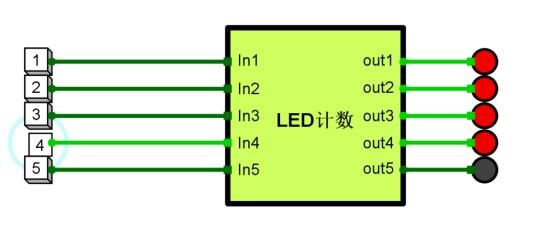 1 In1 out1
2 In2 out2
3 In3 out3
LED计数
4 In4 out4
5 In5 out5